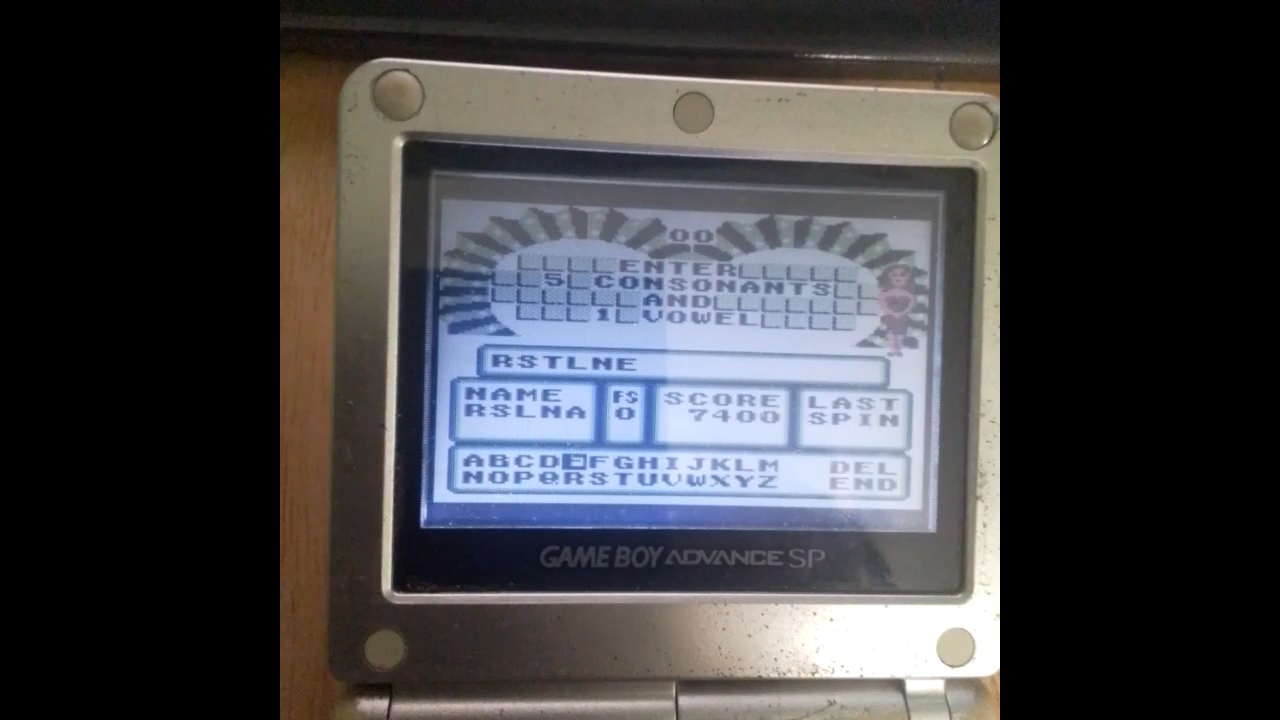 00
ENTER
5 CONSONANTS
AND
1 VOWEL
RSTLNE
NAME FS SCORE LAST
RSLNA 0 7400 SPIN
ABCDEFGHIJKLM DEL
NOPQRSTUVWXYZ END
GAME BOY ADVANCE SP